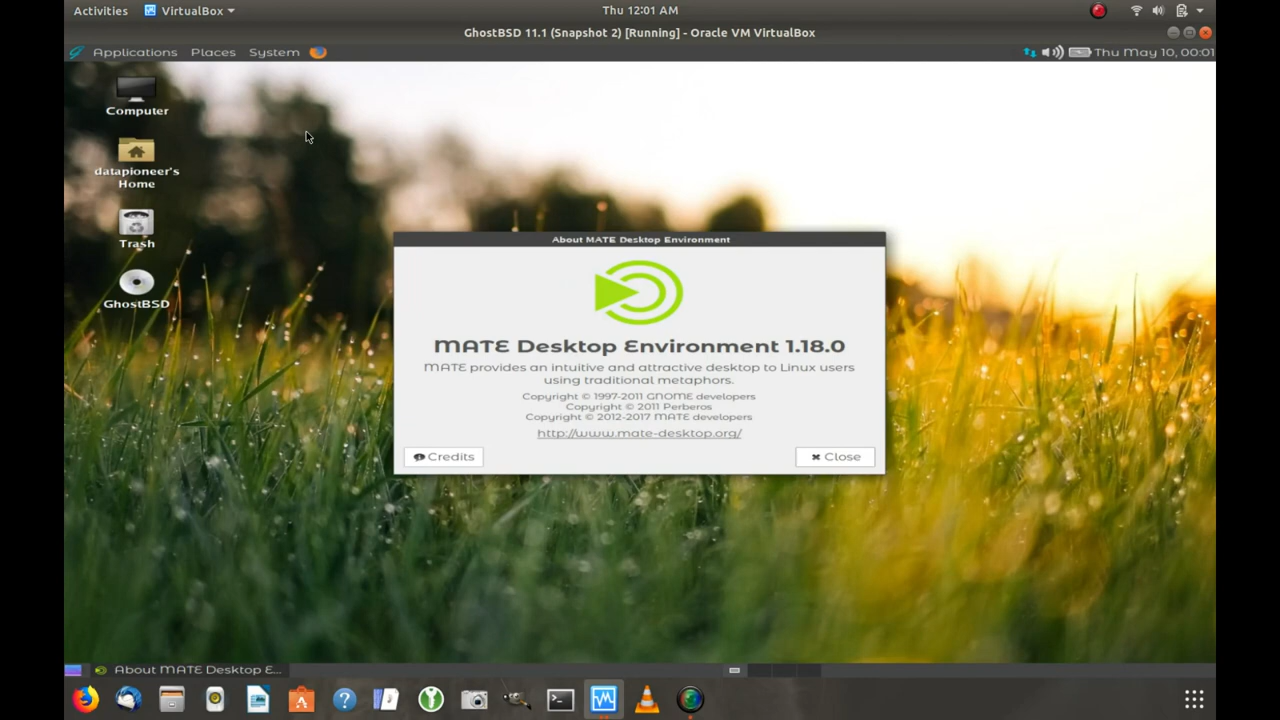 Activities VirtualBox Thu 12:01 AM
GhostBSD 11.1 (Snapshot 2) [Running] - Oracle VM VirtualBox
Applications Places System Thu May 10, 00:01
Computer
datapioneer's
Home
Trash
GhostBSD
About MATE Desktop Environment
MATE Desktop Environment 1.18.0
MATE provides an intuitive and attractive desktop to Linux users
using traditional metaphors.
Copyright © 1997-2011 GNOME developers
Copyright © 2011 Perberos
Copyright © 2012-2017 MATE developers
http://www.mate-desktop.org/
Credits Close
About MATE Desktop E...